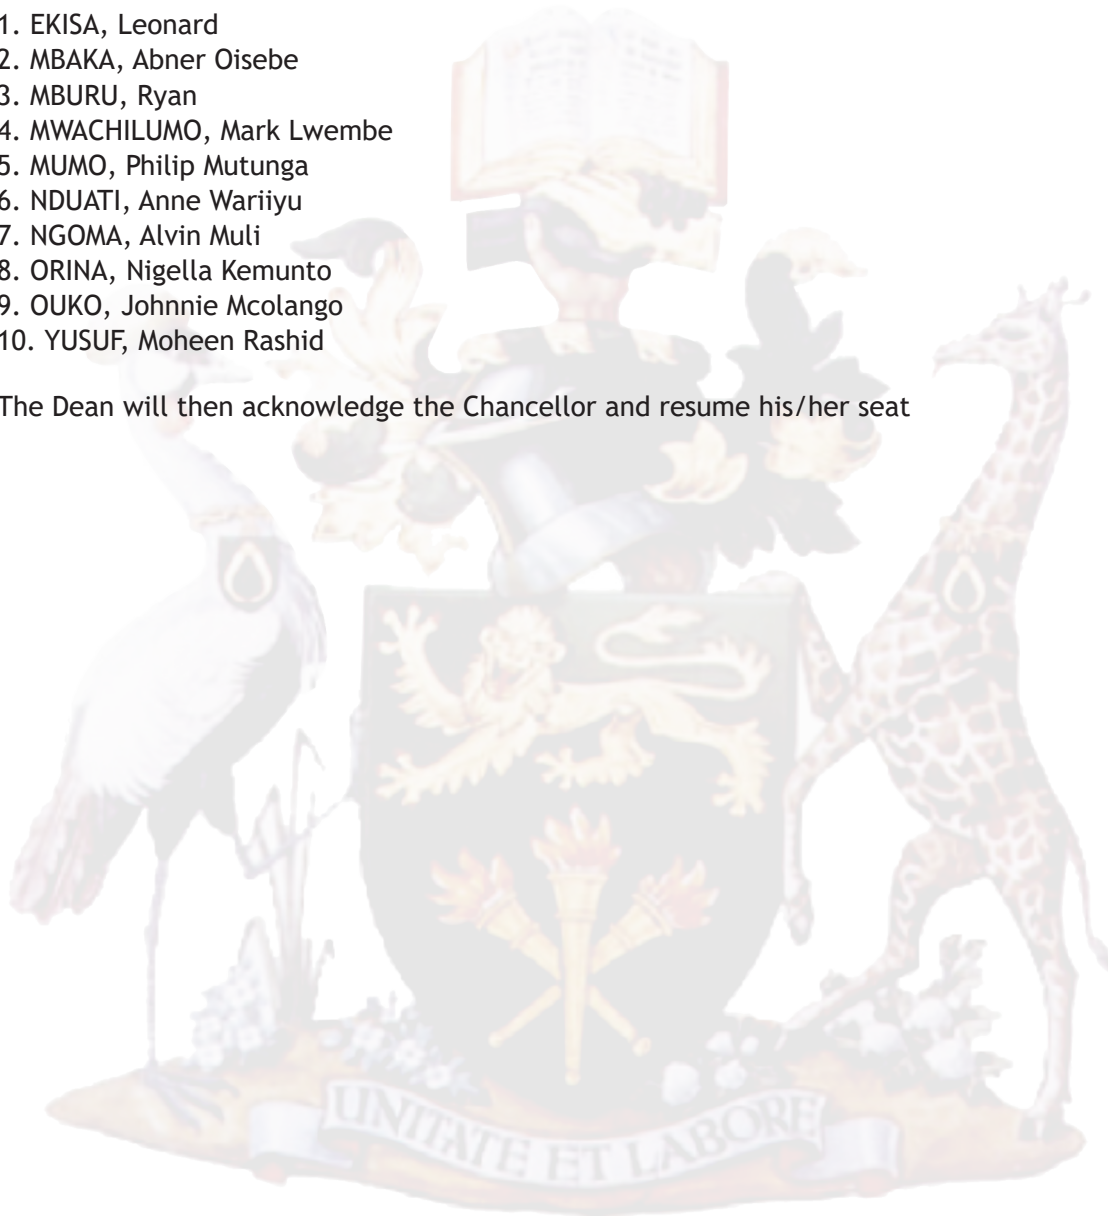 1. EKISA, Leonard
2. MBAKA, Abner Oisebe
3. MBURU, Ryan
4. MWACHILUMO, Mark Lwembe
5. MUMO, Philip Mutunga
6. NDUATI, Anne Wariiyu
7. NGOMA, Alvin Muli
8. ORINA, Nigella Kemunto
9. OUKO, Johnnie Mcolango
10. YUSUF, Moheen Rashid
The Dean will then acknowledge the Chancellor and resume his/her seat
UNITATE ET LABORE